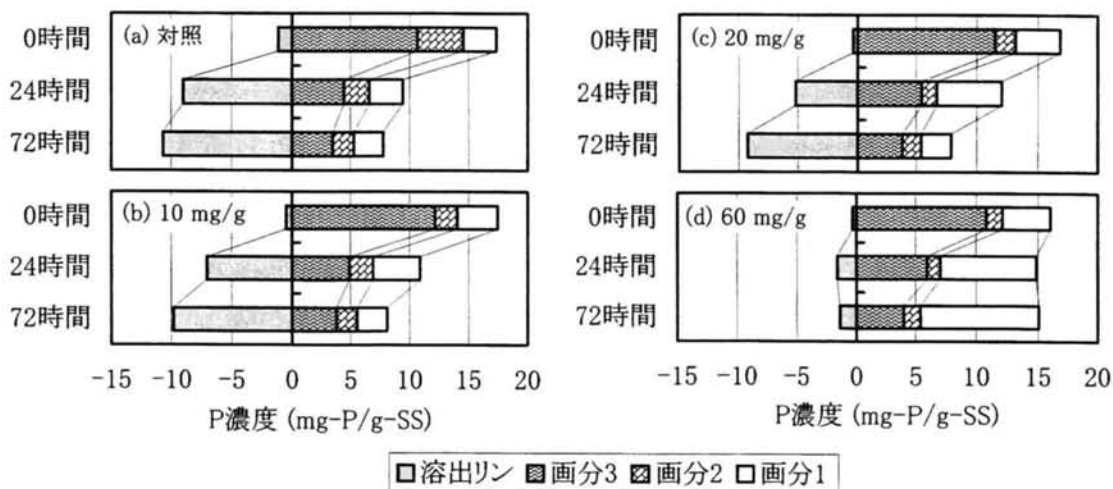 (a) 対照
0時間
24時間
72時間
(b) 10 mg/g
0時間
24時間
72時間
-15 -10 -5 0 5 10 15 20
P濃度 (mg-P/g-SS)
(c) 20 mg/g
0時間
24時間
72時間
(d) 60 mg/g
0時間
24時間
72時間
-15 -10 -5 0 5 10 15 20
P濃度 (mg-P/g-SS)
溶出リン 画分3 画分2 画分1